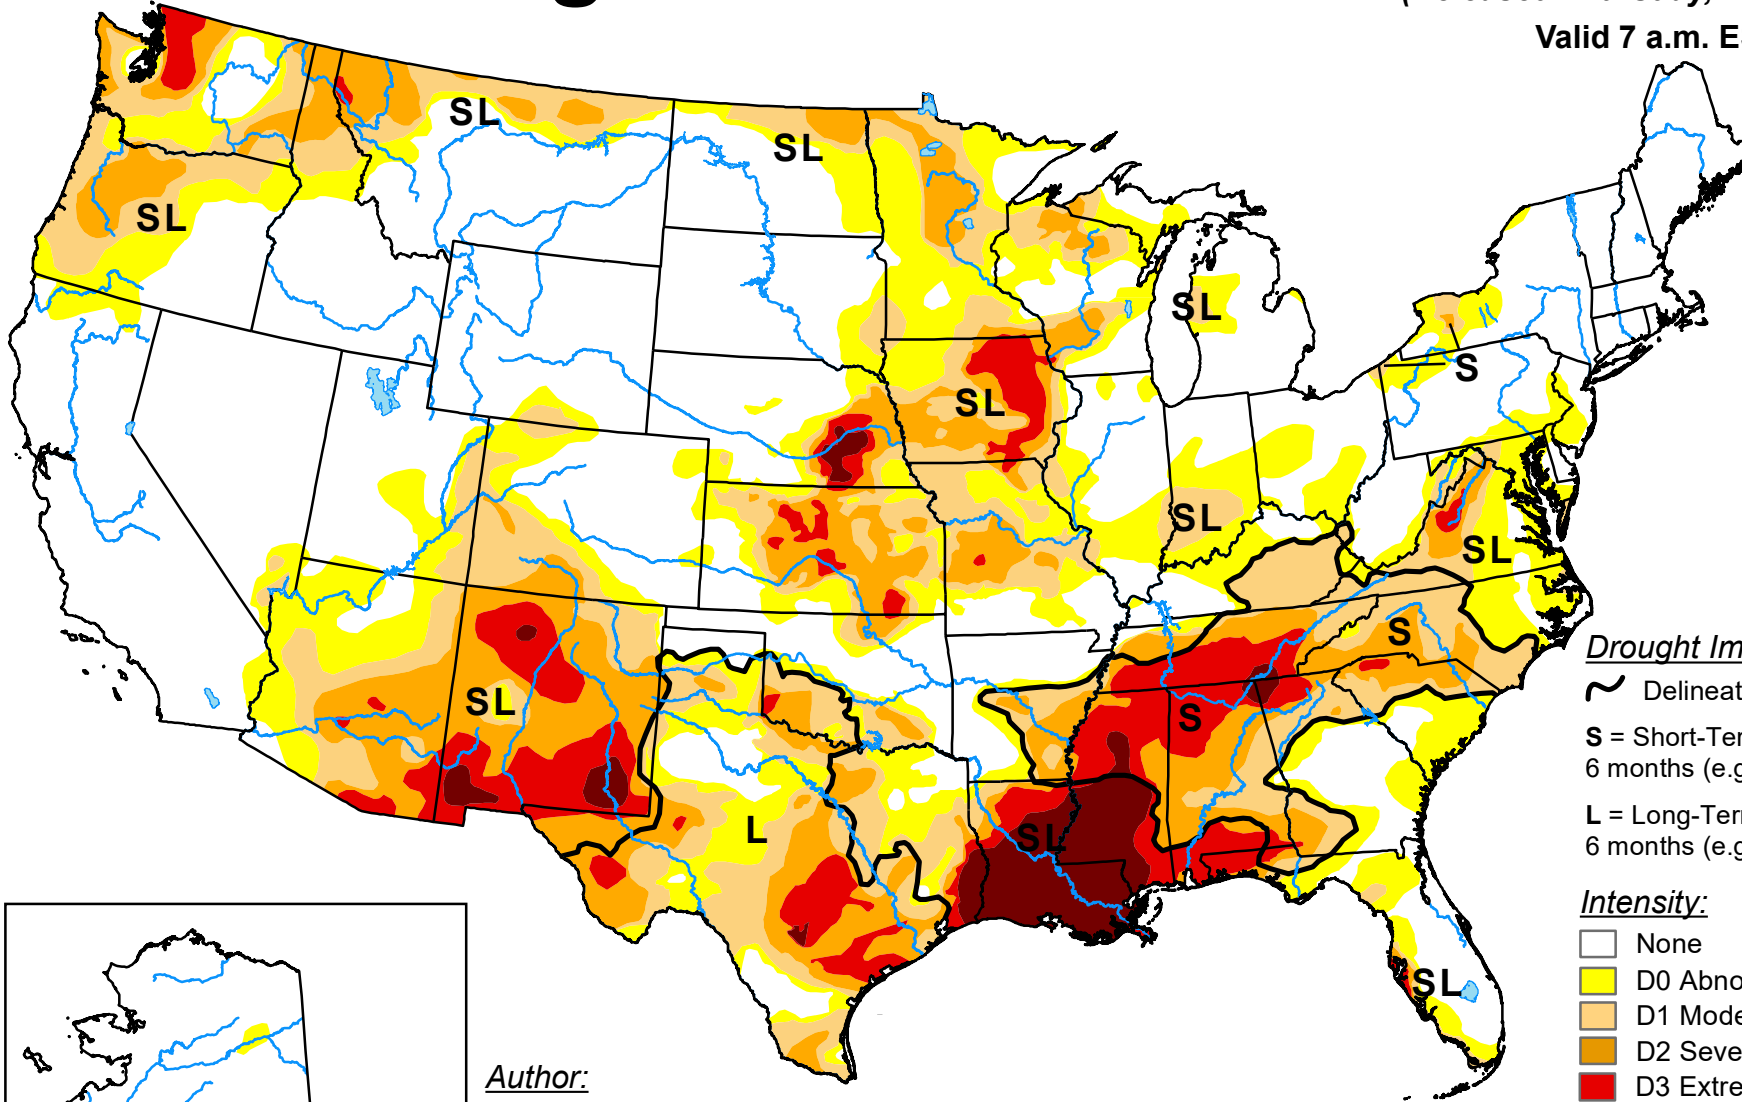 Valid 7 a.m. E
SL
SL
SL
SL
S
SL
SL
SL
S
SL
S
L
SL
SL
Drought Im
Delineat
S = Short-Ter
6 months (e.g
L = Long-Terr
6 months (e.g
Intensity:
None
D0 Abno
D1 Mode
D2 Seve
D3 Extre
Author: